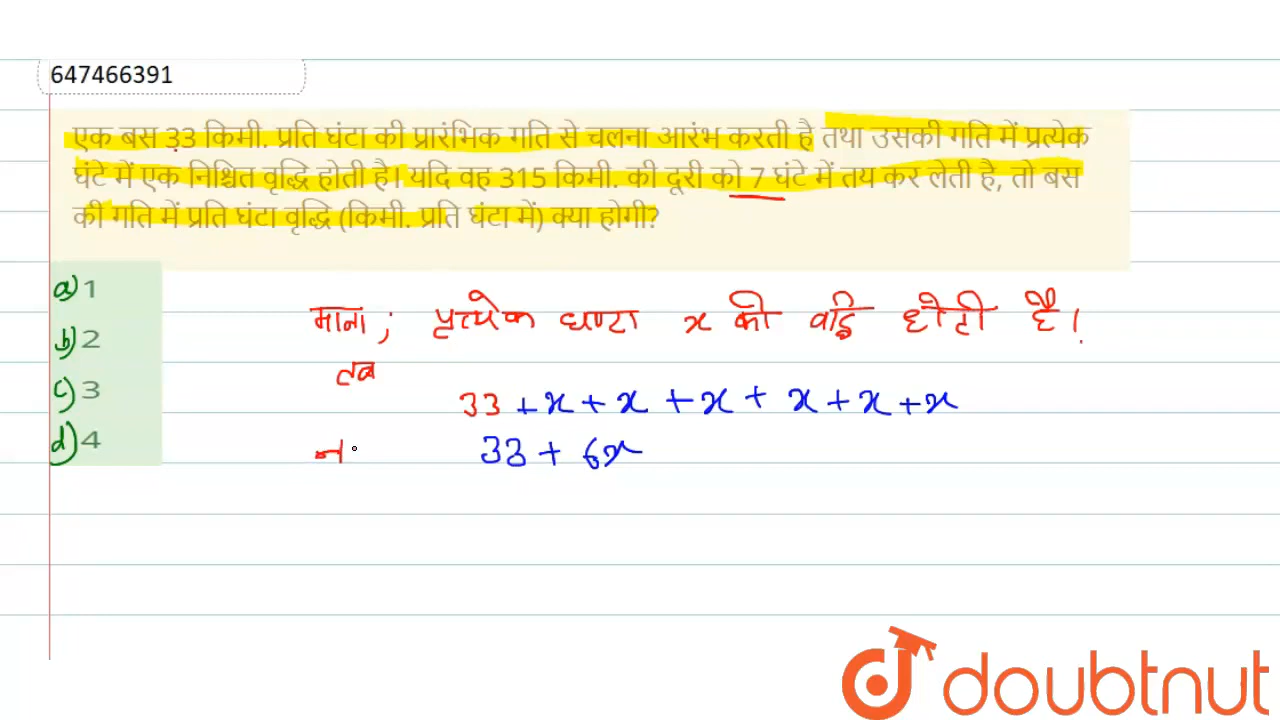 647466391
एक बस 33 किमी. प्रति घंटा की प्रारंभिक गति से चलना आरंभ करती है तथा उसकी गति में प्रत्येक
घंटे में एक निश्चित वृद्धि होती है। यदि वह 315 किमी. की दूरी को 7 घंटे में तय कर लेती है, तो बस
की गति में प्रति घंटा वृद्धि (किमी. प्रति घंटा में) क्या होगी?
a) 1
b) 2
c) 3
d) 4
माना; प्रत्येक घण्टा x की वृद्धि होती है।
तब
33 + x + x + x + x + x + x
33 + 6x
doubtnut